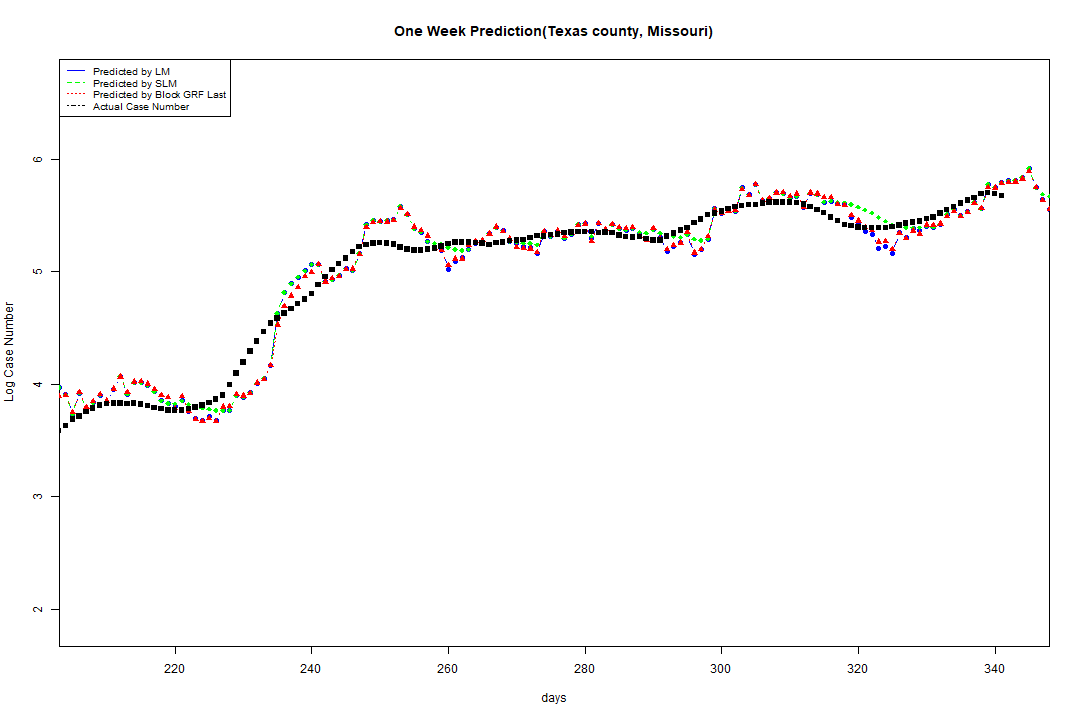 One Week Prediction(Texas county, Missouri)
Predicted by LM
Predicted by SLM
Predicted by Block GRF Last
Actual Case Number
6
5
4
3
2
Log Case Number
220 240 260 280 300 320 340
days